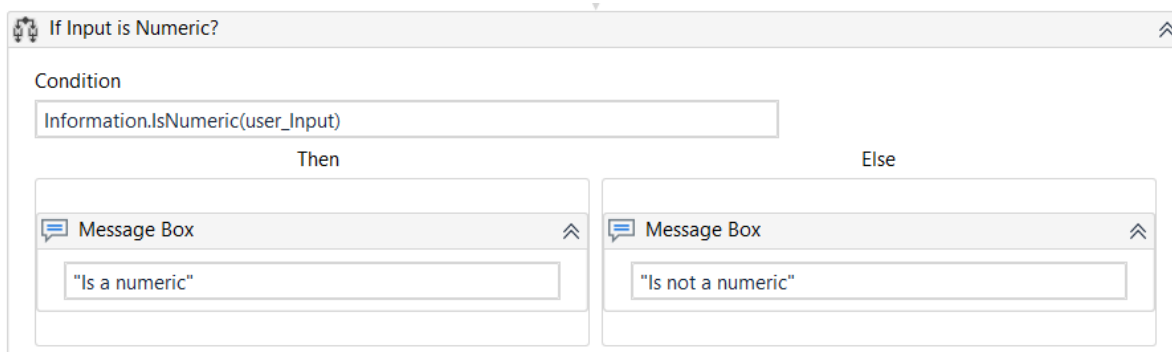 If Input is Numeric?
Condition
Information.IsNumeric(user_Input)
Then Else
Message Box Message Box
"Is a numeric" "Is not a numeric"